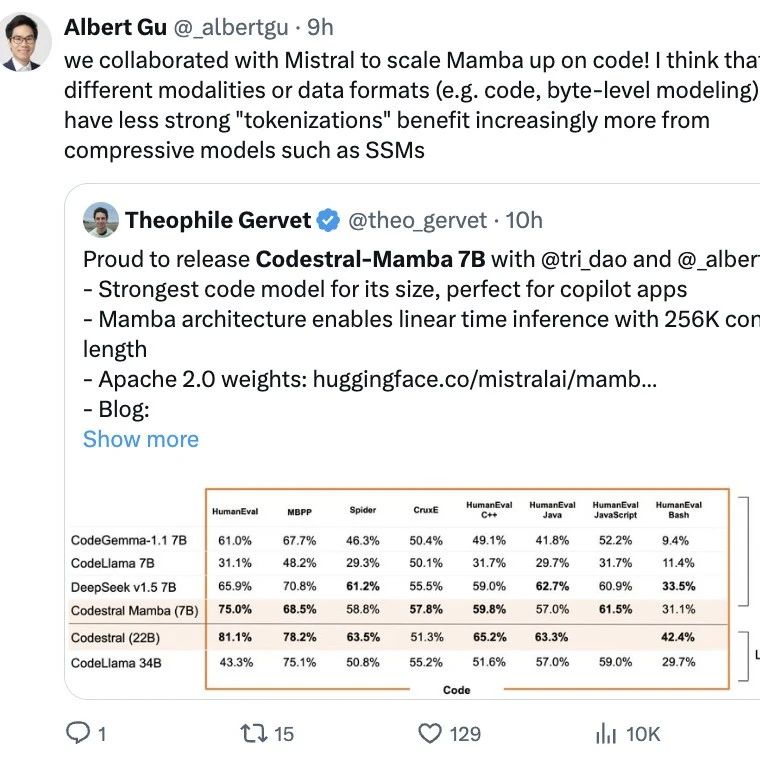 Albert Gu @_albertgu · 9h
we collaborated with Mistral to scale Mamba up on code! I think tha
different modalities or data formats (e.g. code, byte-level modeling)
have less strong "tokenizations" benefit increasingly more from
compressive models such as SSMs
Theophile Gervet @theo_gervet · 10h
Proud to release Codestral-Mamba 7B with @tri_dao and @_alber
- Strongest code model for its size, perfect for copilot apps
- Mamba architecture enables linear time inference with 256K con
length
- Apache 2.0 weights: huggingface.co/mistralai/mamb...
- Blog:
Show more
HumanEval MBPP Spider CruxE HumanEval C++ HumanEval Java HumanEval JavaScript HumanEval Bash
CodeGemma-1.1 7B 61.0% 67.7% 46.3% 50.4% 49.1% 41.8% 52.2% 9.4%
CodeLlama 7B 31.1% 48.2% 29.3% 50.1% 31.7% 29.7% 31.7% 11.4%
DeepSeek v1.5 7B 65.9% 70.8% 61.2% 55.5% 59.0% 62.7% 60.9% 33.5%
Codestral Mamba (7B) 75.0% 68.5% 58.8% 57.8% 59.8% 57.0% 61.5% 31.1%
Codestral (22B) 81.1% 78.2% 63.5% 51.3% 65.2% 63.3% 42.4%
CodeLlama 34B 43.3% 75.1% 50.8% 55.2% 51.6% 57.0% 59.0% 29.7%
L
Code
1 15 129 10K